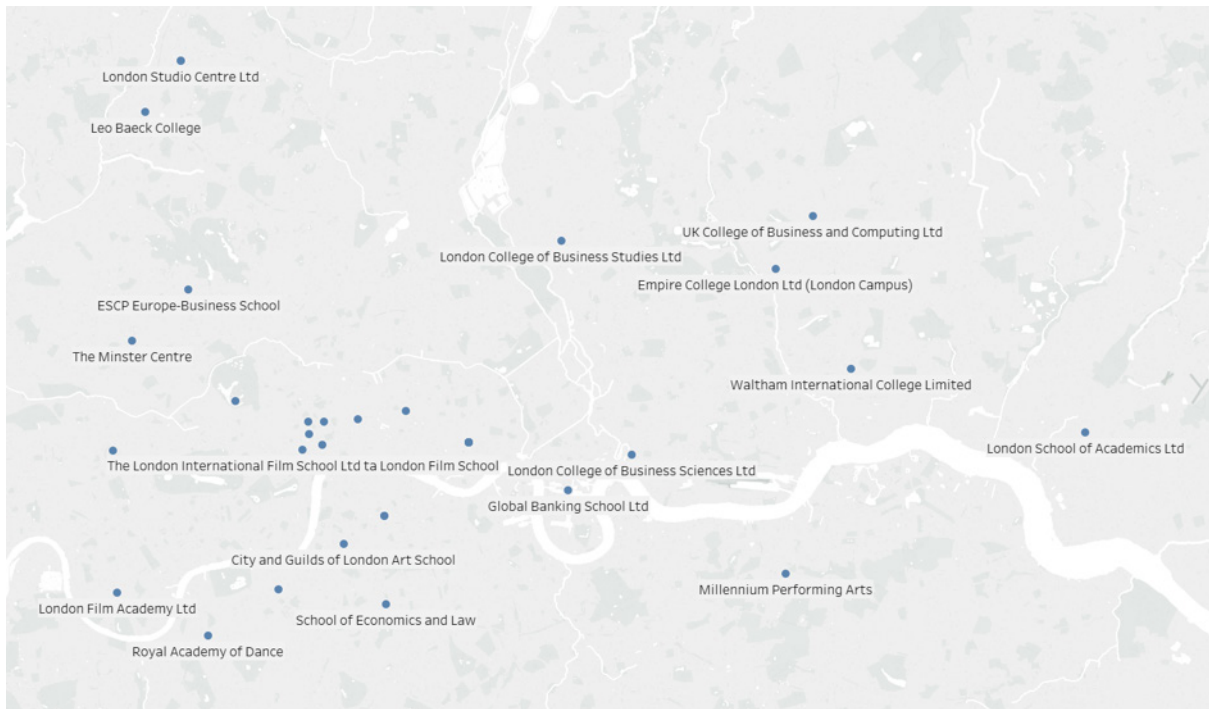 London Studio Centre Ltd
Leo Baeck College
UK College of Business and Computing Ltd
London College of Business Studies Ltd
Empire College London Ltd (London Campus)
ESCP Europe-Business School
The Minster Centre
Waltham International College Limited
London School of Academics Ltd
The London International Film School Ltd ta London Film School
London College of Business Sciences Ltd
Global Banking School Ltd
City and Guilds of London Art School
Millennium Performing Arts
London Film Academy Ltd
School of Economics and Law
Royal Academy of Dance